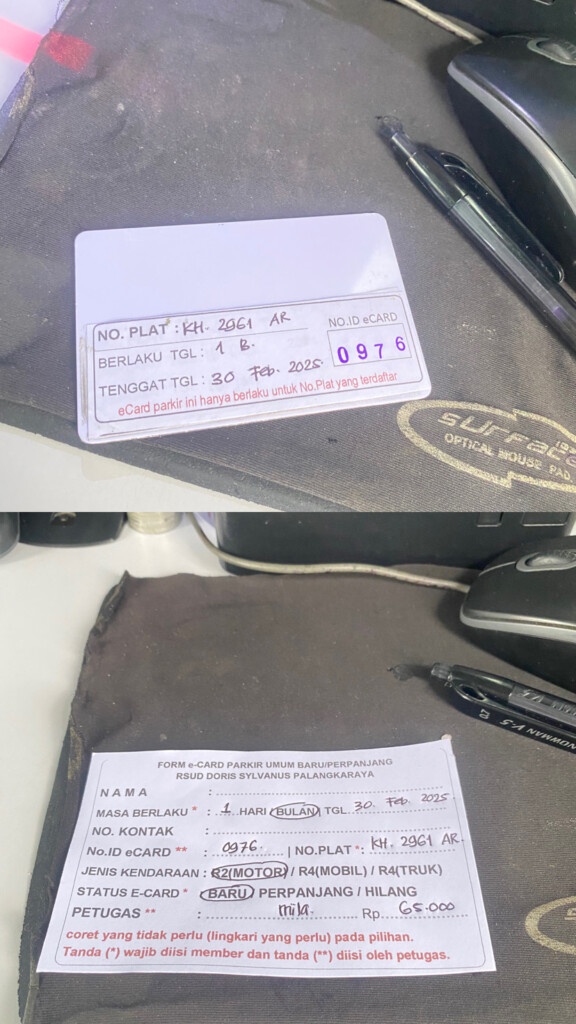 NO. PLAT : KH. 2961 AR
NO.ID eCARD
BERLAKU TGL : 1 B.
0976
TENGGAT TGL : 30 Feb. 2025.
eCard parkir ini hanya berlaku untuk No.Plat yang terdaftar
SURFACE
OPTICAL MOUSE PAD
FORM e-CARD PARKIR UMUM BARU/PERPANJANG
RSUD DORIS SYLVANUS PALANGKARAYA
N A M A :
MASA BERLAKU * : 1 HARI (BULAN) TGL 30. Feb. 2025.
NO. KONTAK :
No.ID eCARD ** : 0976. | NO.PLAT * : KH. 2961 AR.
JENIS KENDARAAN : R2(MOTOR) / R4(MOBIL) / R4(TRUK)
STATUS E-CARD * : BARU / PERPANJANG / HILANG
PETUGAS ** : mila. Rp. 65.000
coret yang tidak perlu (lingkari yang perlu) pada pilihan.
Tanda (*) wajib diisi member dan tanda (**) diisi oleh petugas.